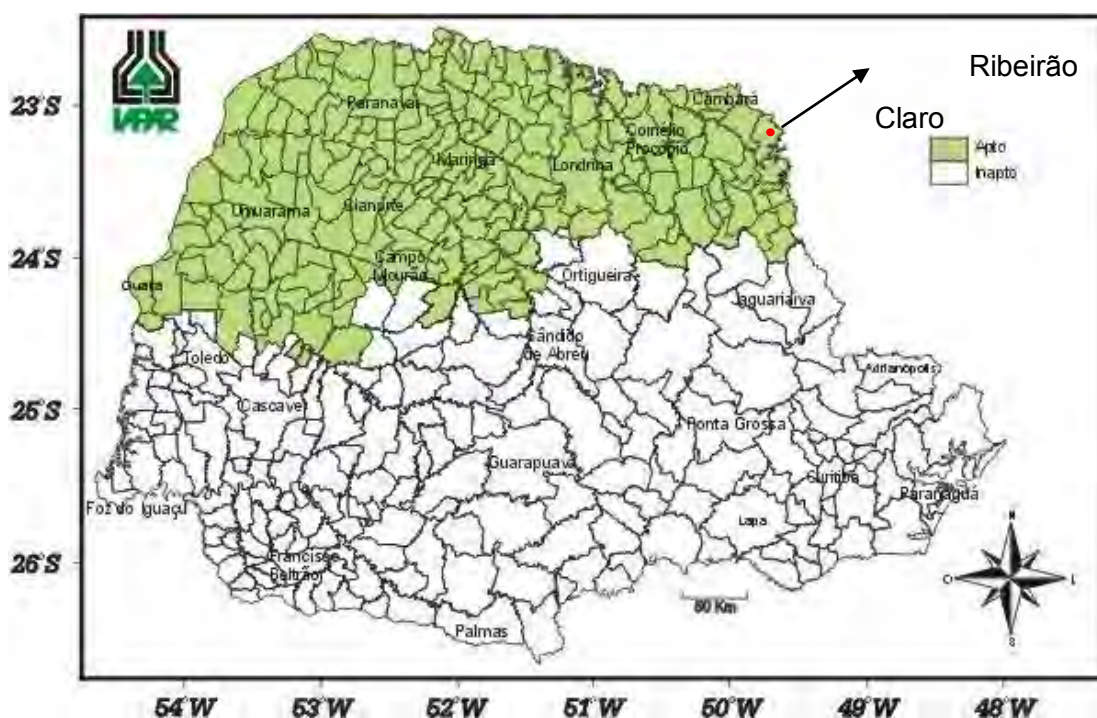 IAPAR
Ribeirão
Claro
Apto
Inapto
23°S
24°S
25°S
26°S
Paranavaí
Cambará
Cornélio
Procópio
Maringá
Londrina
Umuarama
Cianorte
Campo
Mourão
Guaíra
Ortigueira
Jaguariaíva
Cândido
de Abreu
Toledo
Adrianópolis
Cascavel
Ponta Grossa
Guarapuava
Curitiba
Paranaguá
Foz do Iguaçu
Lapa
Francisco
Beltrão
Palmas
80 Km
N
O
L
S
54°W
53°W
52°W
51°W
50°W
49°W
48°W